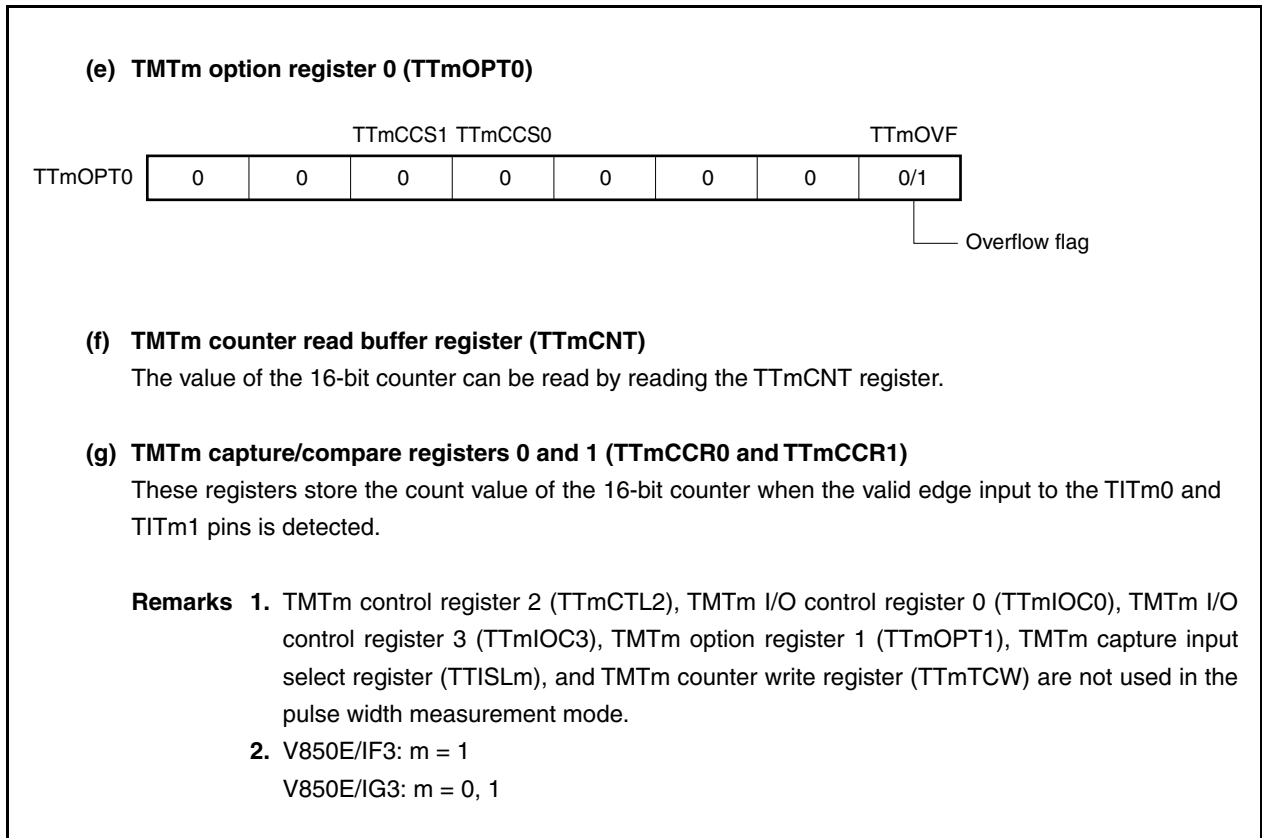 (e) TMTm option register 0 (TTmOPT0)
TTmCCS1 TTmCCS0 TTmOVF
TTmOPT0 0 0 0 0 0 0 0 0/1
Overflow flag
(f) TMTm counter read buffer register (TTmCNT)
The value of the 16-bit counter can be read by reading the TTmCNT register.
(g) TMTm capture/compare registers 0 and 1 (TTmCCR0 and TTmCCR1)
These registers store the count value of the 16-bit counter when the valid edge input to the TITm0 and
TITm1 pins is detected.
Remarks 1. TMTm control register 2 (TTmCTL2), TMTm I/O control register 0 (TTmIOC0), TMTm I/O
control register 3 (TTmIOC3), TMTm option register 1 (TTmOPT1), TMTm capture input
select register (TTISLm), and TMTm counter write register (TTmTCW) are not used in the
pulse width measurement mode.
2. V850E/IF3: m = 1
V850E/IG3: m = 0, 1